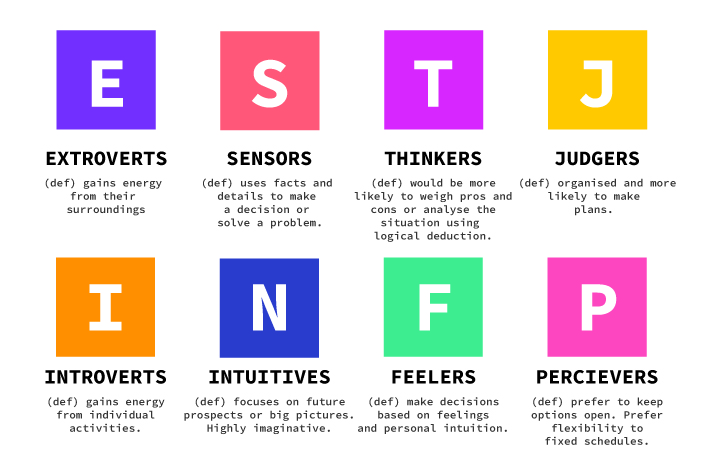 E
EXTROVERTS
(def) gains energy
from their
surroundings
S
SENSORS
(def) uses facts and
details to make
a decision or
solve a problem.
T
THINKERS
(def) would be more
likely to weigh pros and
cons or analyse the
situation using
logical deduction.
J
JUDGERS
(def) organised and more
likely to make
plans.
I
INTROVERTS
(def) gains energy
from individual
activities.
N
INTUITIVES
(def) focuses on future
prospects or big pictures.
Highly imaginative.
F
FEELERS
(def) make decisions
based on feelings
and personal intuition.
P
PERCIEVERS
(def) prefer to keep
options open. Prefer
flexibility to
fixed schedules.